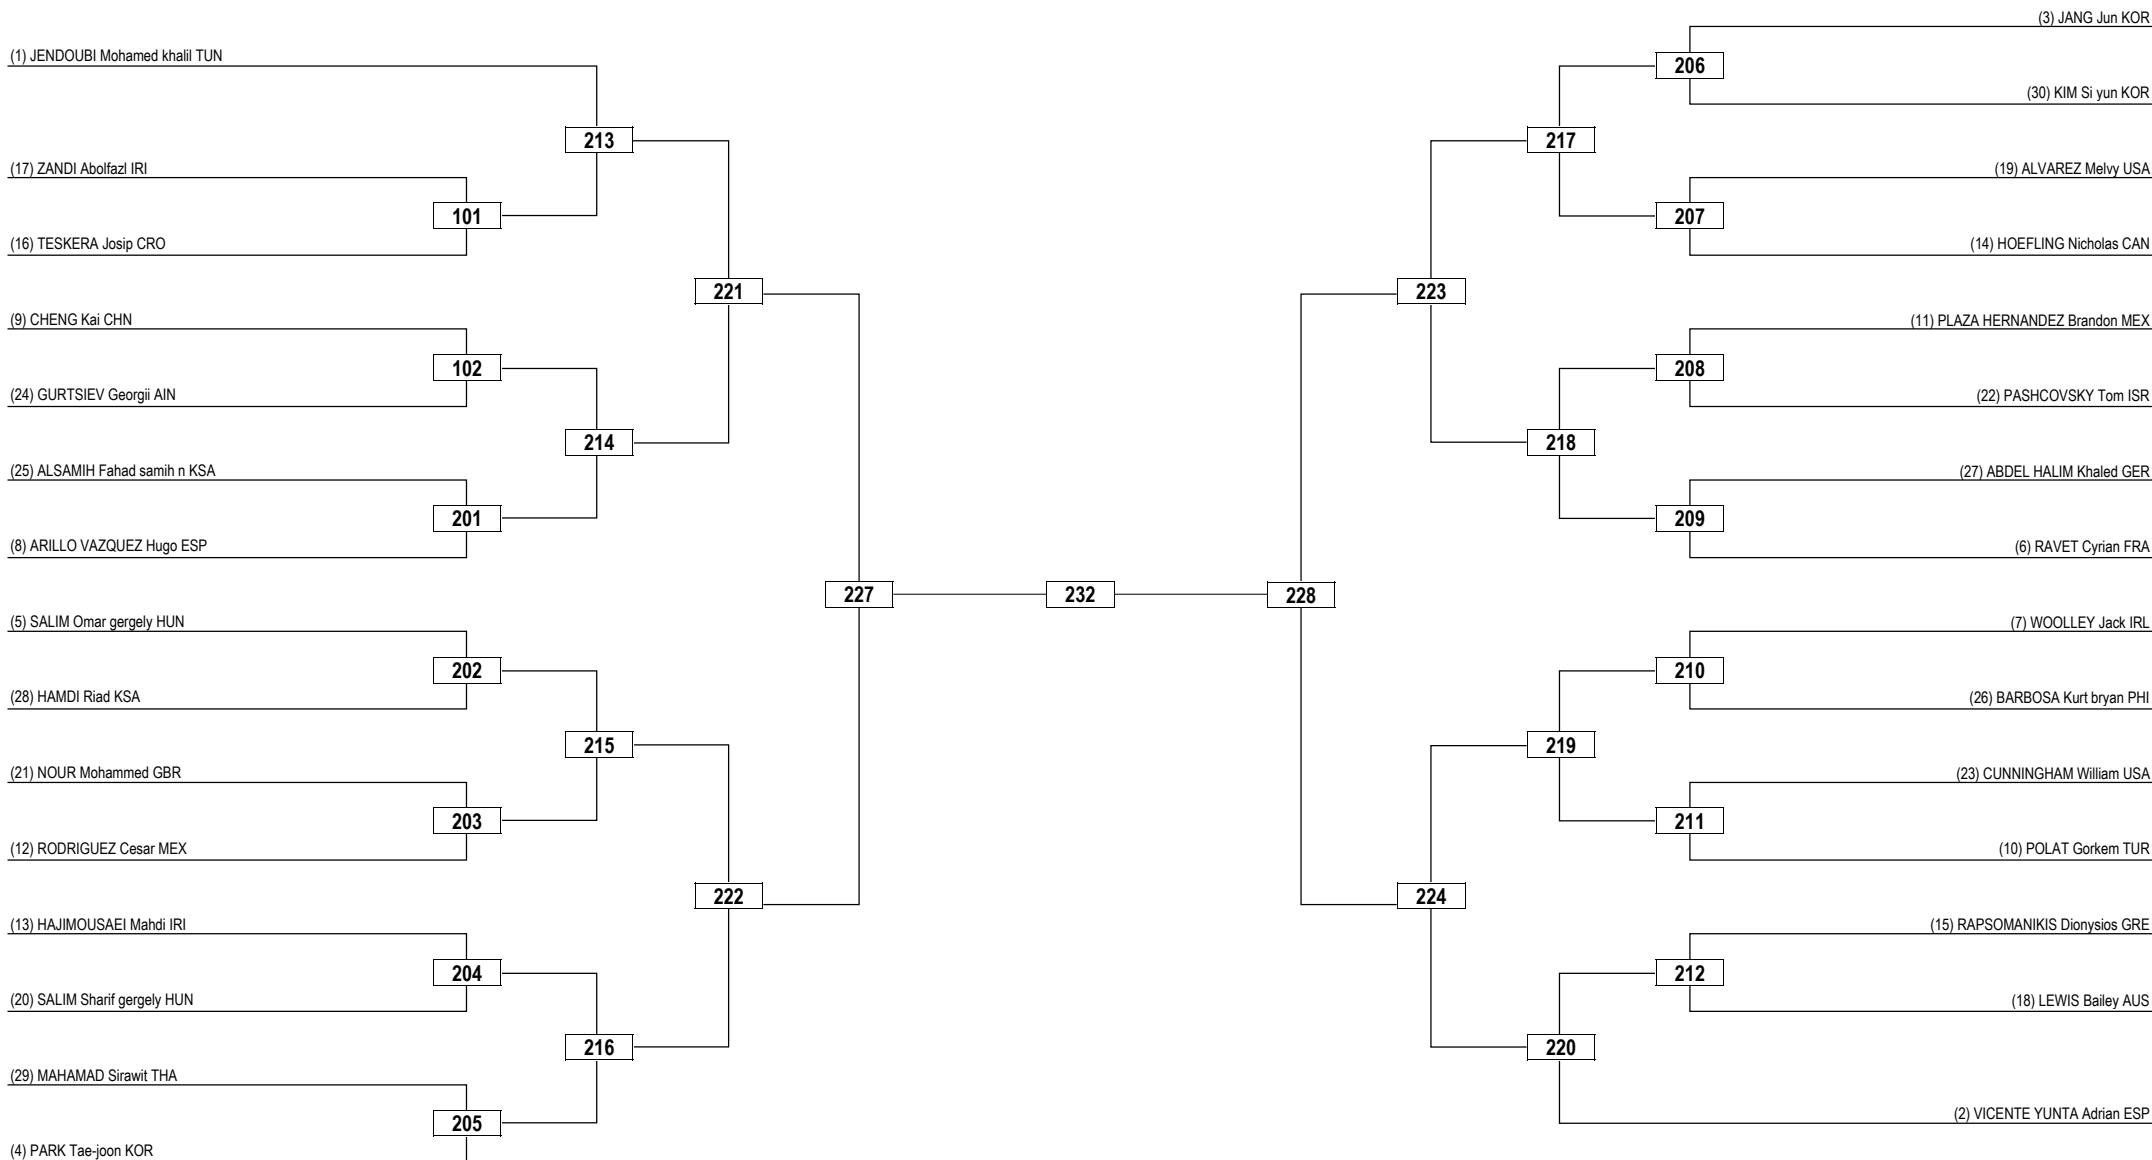 (1) JENDOUBI Mohamed khalil TUN
(17) ZANDI Abolfazl IRI
(16) TESKERA Josip CRO
(9) CHENG Kai CHN
(24) GURTSIEV Georgii AIN
(25) ALSAMIH Fahad samih n KSA
(8) ARILLO VAZQUEZ Hugo ESP
(5) SALIM Omar gergely HUN
(28) HAMDI Riad KSA
(21) NOUR Mohammed GBR
(12) RODRIGUEZ Cesar MEX
(13) HAJIMOUSAEI Mahdi IRI
(20) SALIM Sharif gergely HUN
(29) MAHAMAD Sirawit THA
(4) PARK Tae-joon KOR
101
102
201
202
203
204
205
213
214
215
216
221
222
227
232
228
223
224
217
218
219
220
206
207
208
209
210
211
212
(3) JANG Jun KOR
(30) KIM Si yun KOR
(19) ALVAREZ Melvy USA
(14) HOEFLING Nicholas CAN
(11) PLAZA HERNANDEZ Brandon MEX
(22) PASHCOVSKY Tom ISR
(27) ABDEL HALIM Khaled GER
(6) RAVET Cyrian FRA
(7) WOOLLEY Jack IRL
(26) BARBOSA Kurt bryan PHI
(23) CUNNINGHAM William USA
(10) POLAT Gorkem TUR
(15) RAPSOMANIKIS Dionysios GRE
(18) LEWIS Bailey AUS
(2) VICENTE YUNTA Adrian ESP